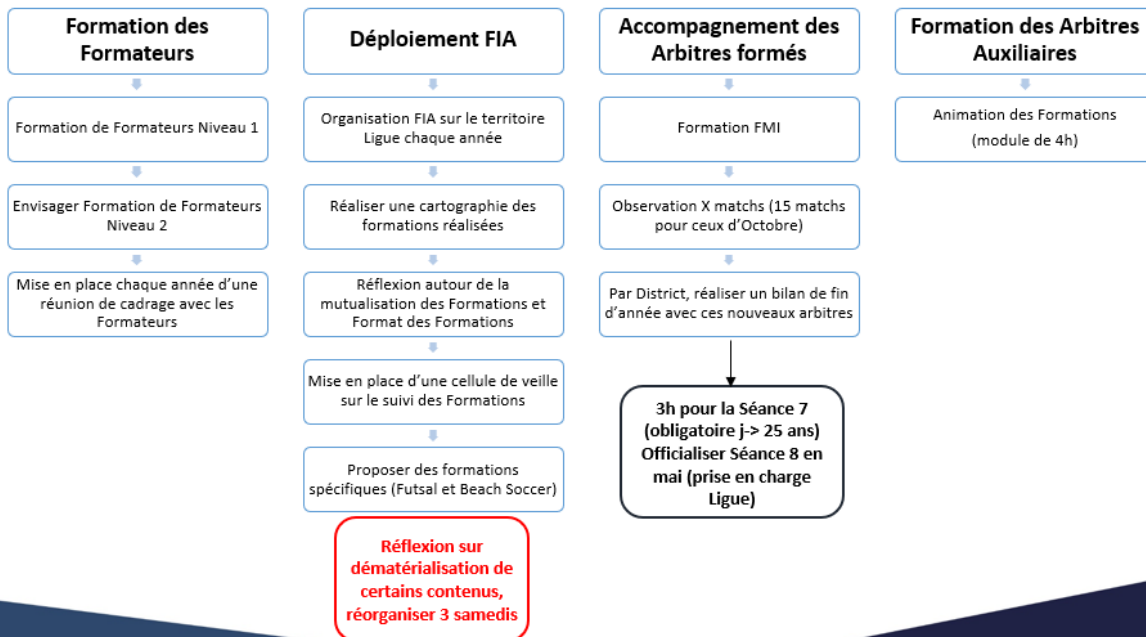 Formation des
Formateurs
Formation de Formateurs Niveau 1
Envisager Formation de Formateurs
Niveau 2
Mise en place chaque année d’une
réunion de cadrage avec les
Formateurs
Déploiement FIA
Organisation FIA sur le territoire
Ligue chaque année
Réaliser une cartographie des
formations réalisées
Réflexion autour de la
mutualisation des Formations et
Format des Formations
Mise en place d’une cellule de veille
sur le suivi des Formations
Proposer des formations
spécifiques (Futsal et Beach Soccer)
Réflexion sur
dématérialisation de
certains contenus,
réorganiser 3 samedis
Accompagnement des
Arbitres formés
Formation FMI
Observation X matchs (15 matchs
pour ceux d’Octobre)
Par District, réaliser un bilan de fin
d’année avec ces nouveaux arbitres
3h pour la Séance 7
(obligatoire j-> 25 ans)
Officialiser Séance 8 en
mai (prise en charge
Ligue)
Formation des Arbitres
Auxiliaires
Animation des Formations
(module de 4h)